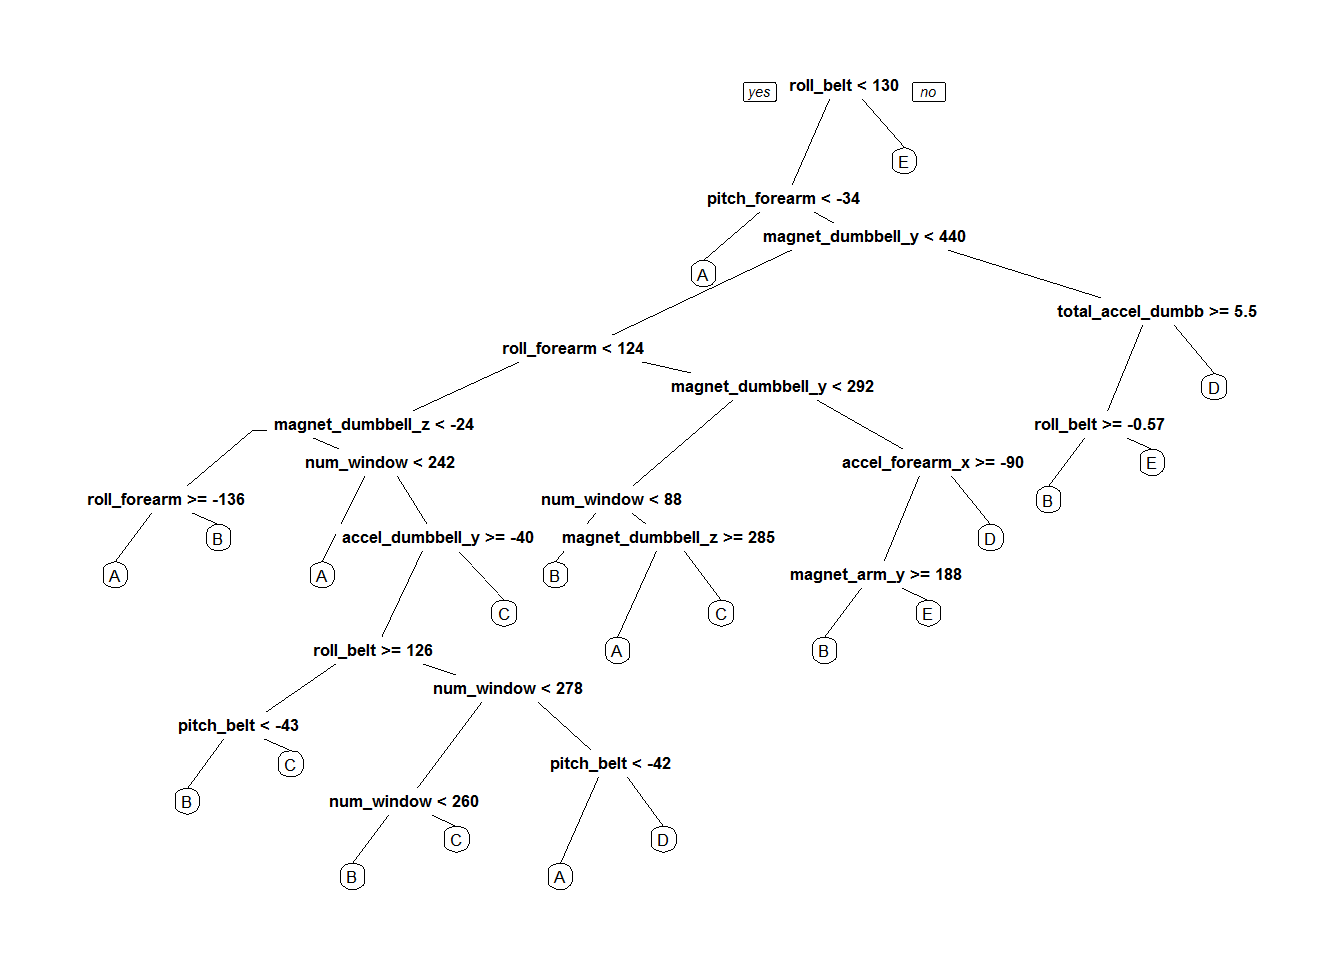 yes roll_belt < 130 no
E
pitch_forearm < -34
magnet_dumbbell_y < 440
A
total_accel_dumbb >= 5.5
roll_forearm < 124
magnet_dumbbell_y < 292
D
magnet_dumbbell_z < -24
roll_belt >= -0.57
num_window < 242
accel_forearm_x >= -90
E
roll_forearm >= -136
num_window < 88
B
B
accel_dumbbell_y >= -40
magnet_dumbbell_z >= 285
D
A
A
B
magnet_arm_y >= 188
C
C
E
roll_belt >= 126
A
B
num_window < 278
pitch_belt < -43
C
pitch_belt < -42
B
num_window < 260
C
D
B
A